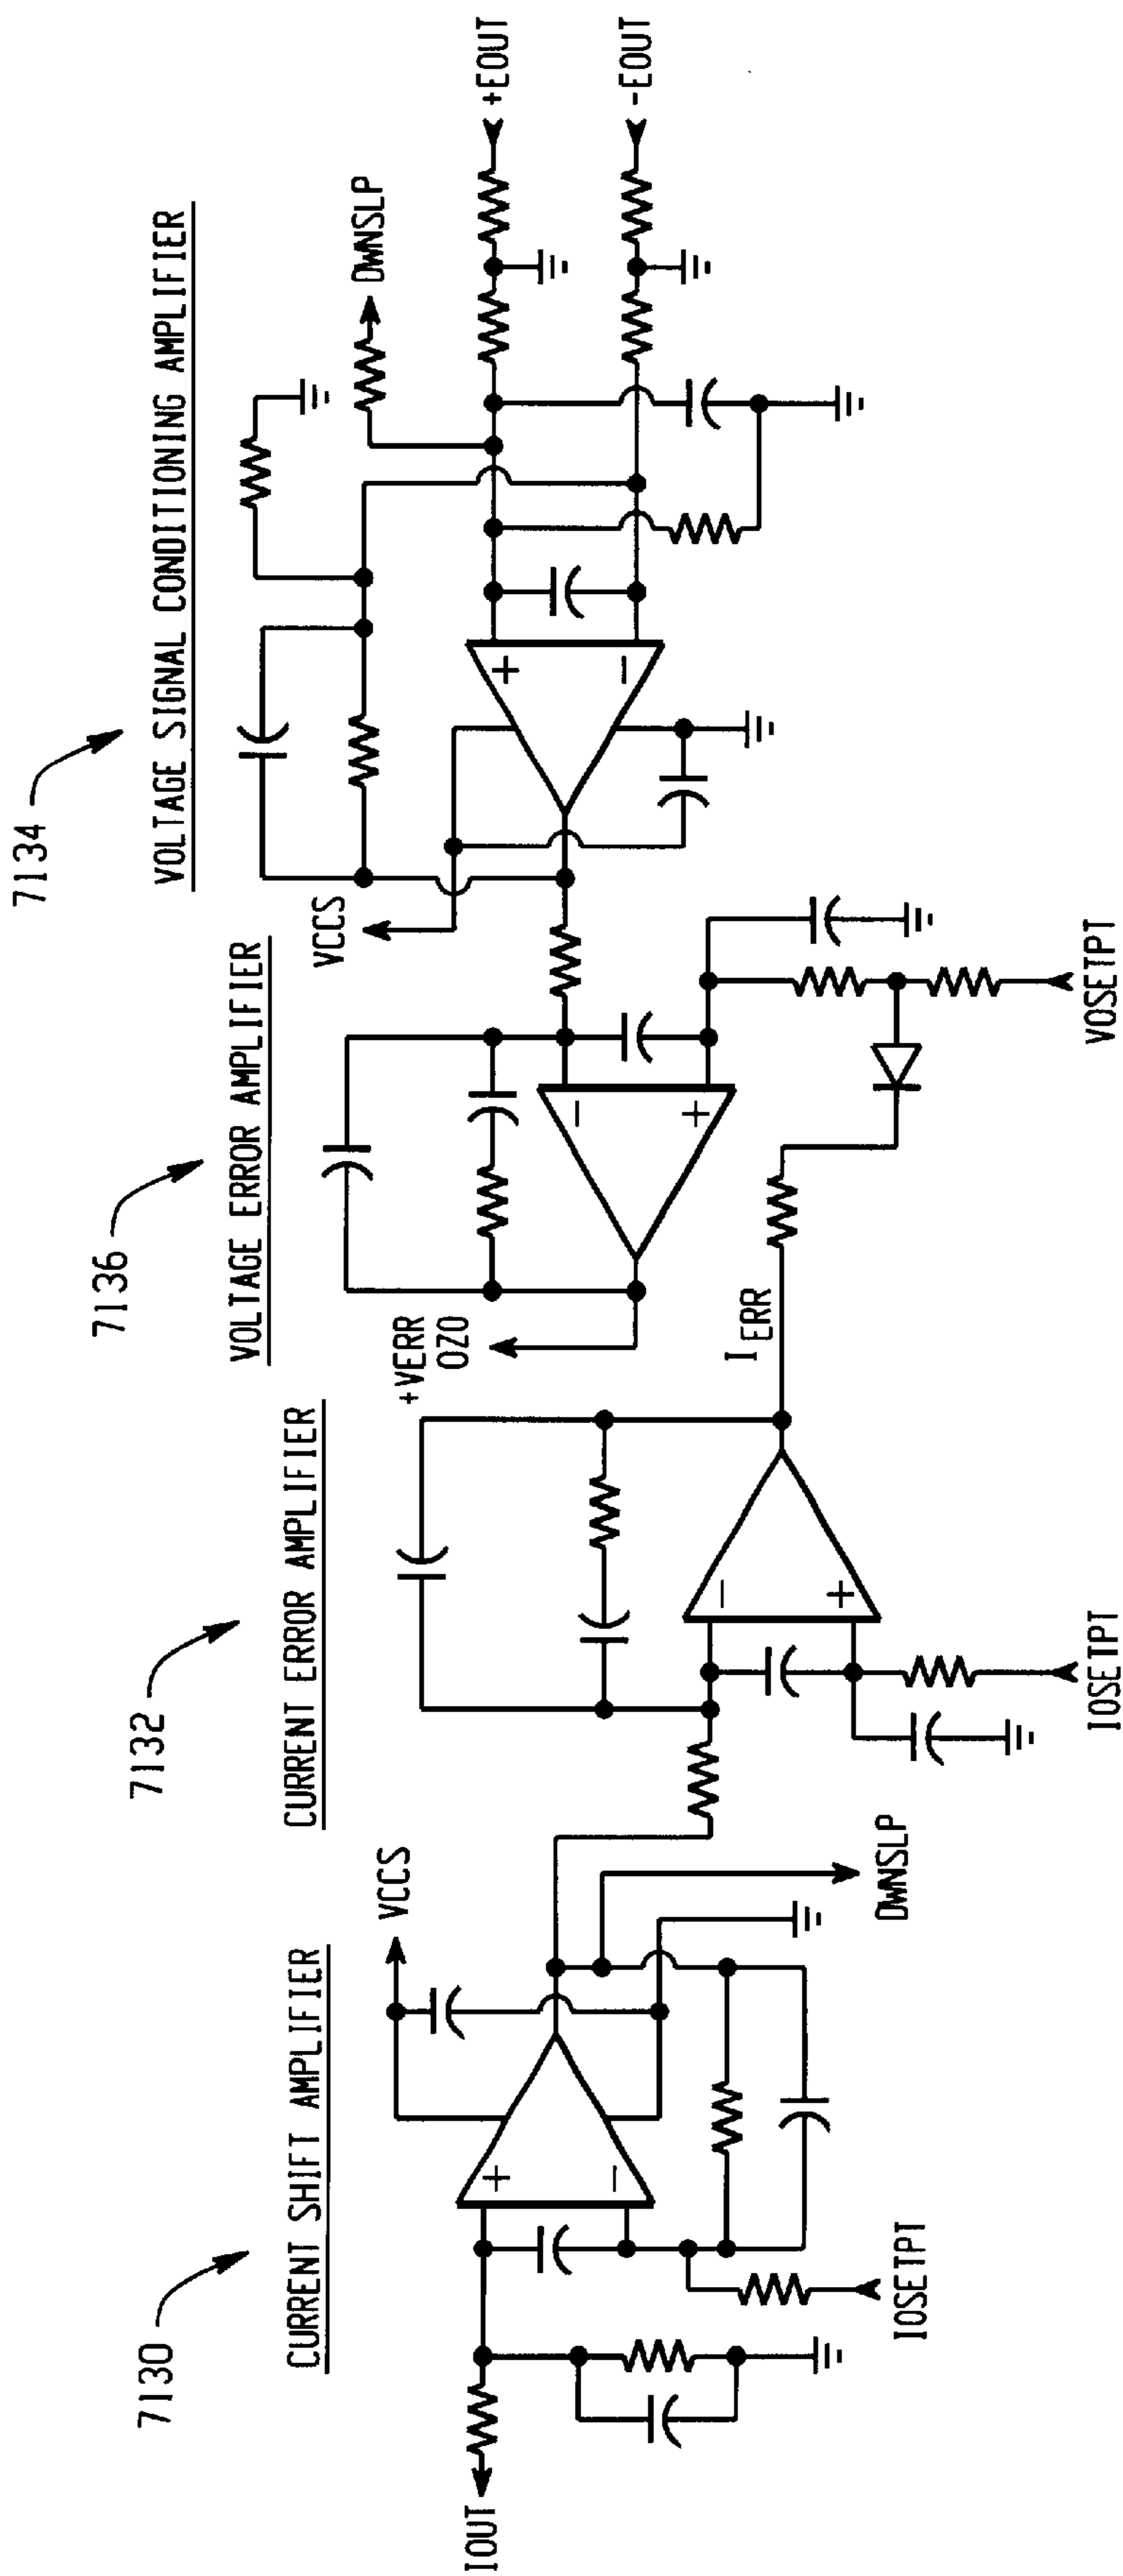 7130
CURRENT SHIFT AMPLIFIER
IOUT
+
−
VCCS
IOSETPT
DWNSLP
7132
CURRENT ERROR AMPLIFIER
−
+
IOSETPT
I ERR
7136
VOLTAGE ERROR AMPLIFIER
+VERR
OZO
−
+
VOSETPT
7134
VOLTAGE SIGNAL CONDITIONING AMPLIFIER
VCCS
+
−
DWNSLP
+EOUT
-EOUT